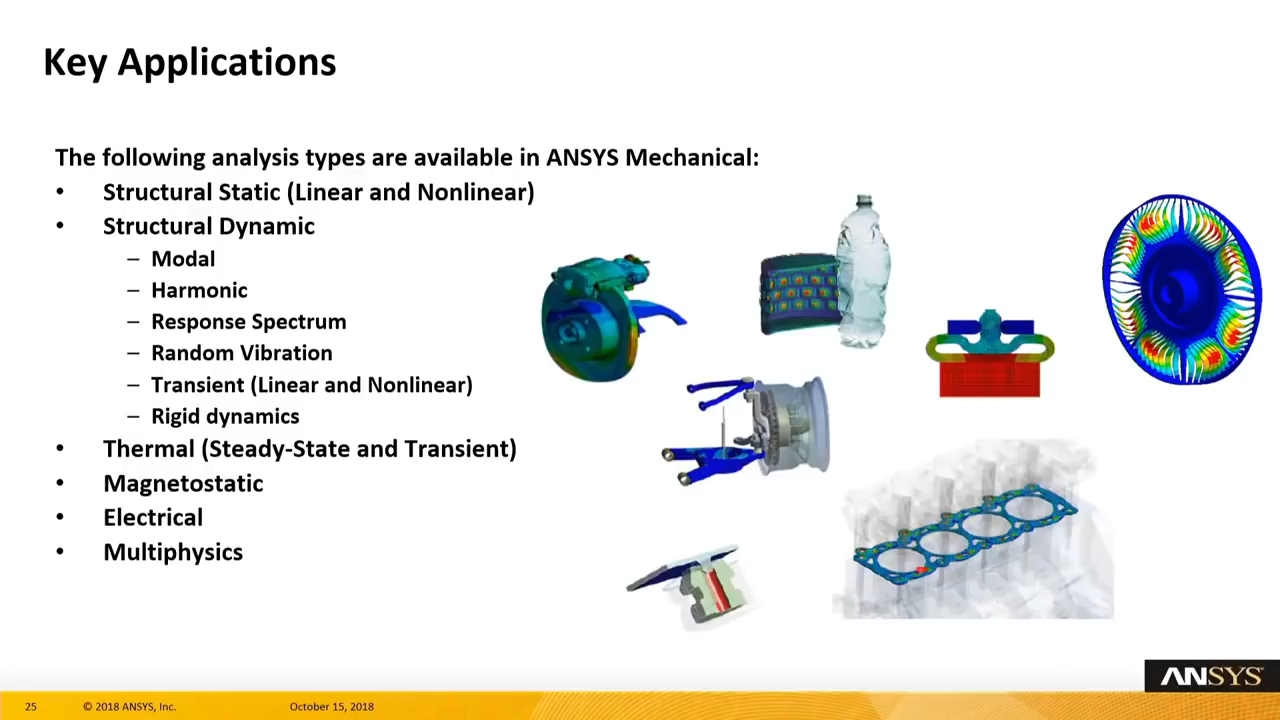 Key Applications
The following analysis types are available in ANSYS Mechanical:
• Structural Static (Linear and Nonlinear)
• Structural Dynamic
– Modal
– Harmonic
– Response Spectrum
– Random Vibration
– Transient (Linear and Nonlinear)
– Rigid dynamics
• Thermal (Steady-State and Transient)
• Magnetostatic
• Electrical
• Multiphysics
ANSYS
25 © 2018 ANSYS, Inc. October 15, 2018